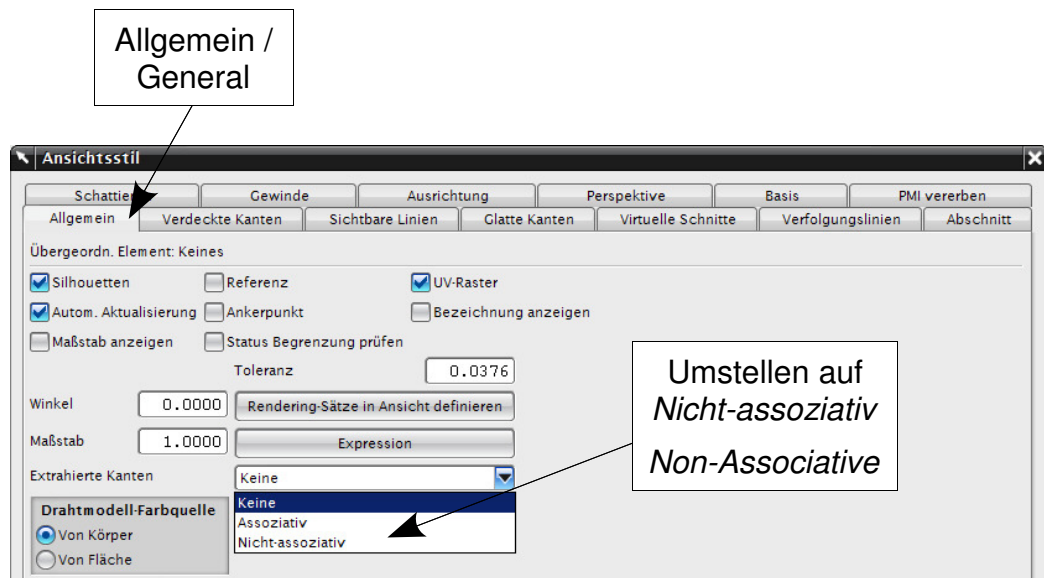 Allgemein /
General
Ansichtsstil
Schattier Gewinde Ausrichtung Perspektive Basis PMI vererben
Allgemein Verdeckte Kanten Sichtbare Linien Glatte Kanten Virtuelle Schnitte Verfolgungslinien Abschnitt
Übergeordn. Element: Keines
Silhouetten Referenz UV-Raster
Autom. Aktualisierung Ankerpunkt Bezeichnung anzeigen
Maßstab anzeigen Status Begrenzung prüfen
Toleranz 0.0376
Winkel 0.0000 Rendering-Sätze in Ansicht definieren
Maßstab 1.0000 Expression
Extrahierte Kanten Keine
Keine
Assoziativ
Nicht-assoziativ
Drahtmodell-Farbquelle
Von Körper
Von Fläche
Umstellen auf
Nicht-assoziativ
Non-Associative